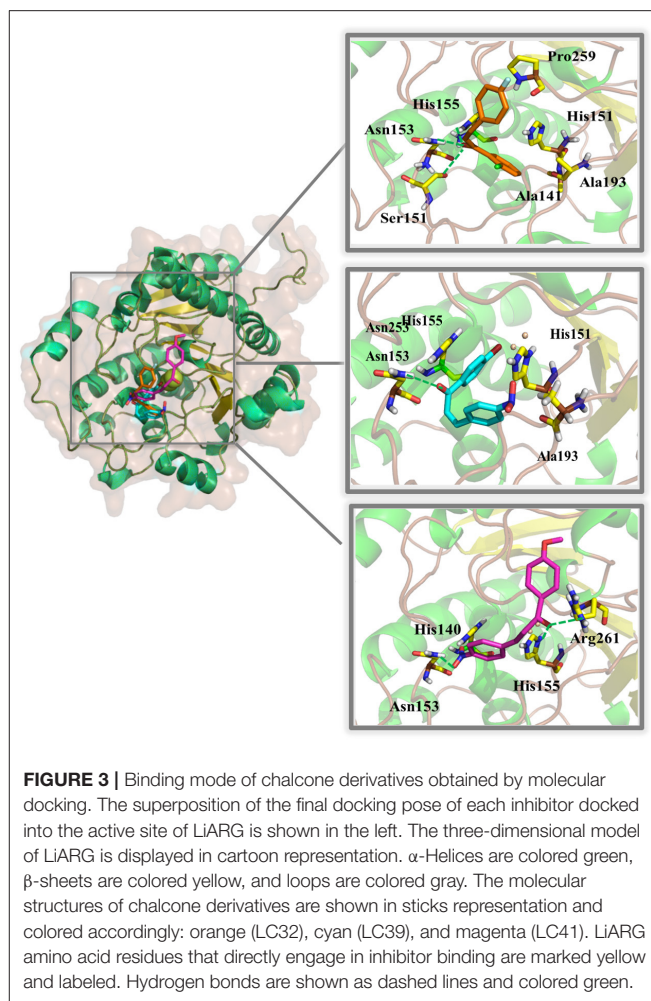 Pro259
His155
Asn153
His151
Ser151
Ala141
Ala193
Asn253
His155
Asn153
His151
Ala193
His140
Arg261
His155
Asn153
FIGURE 3 | Binding mode of chalcone derivatives obtained by molecular
docking. The superposition of the final docking pose of each inhibitor docked
into the active site of LiARG is shown in the left. The three-dimensional model
of LiARG is displayed in cartoon representation. α-Helices are colored green,
β-sheets are colored yellow, and loops are colored gray. The molecular
structures of chalcone derivatives are shown in sticks representation and
colored accordingly: orange (LC32), cyan (LC39), and magenta (LC41). LiARG
amino acid residues that directly engage in inhibitor binding are marked yellow
and labeled. Hydrogen bonds are shown as dashed lines and colored green.